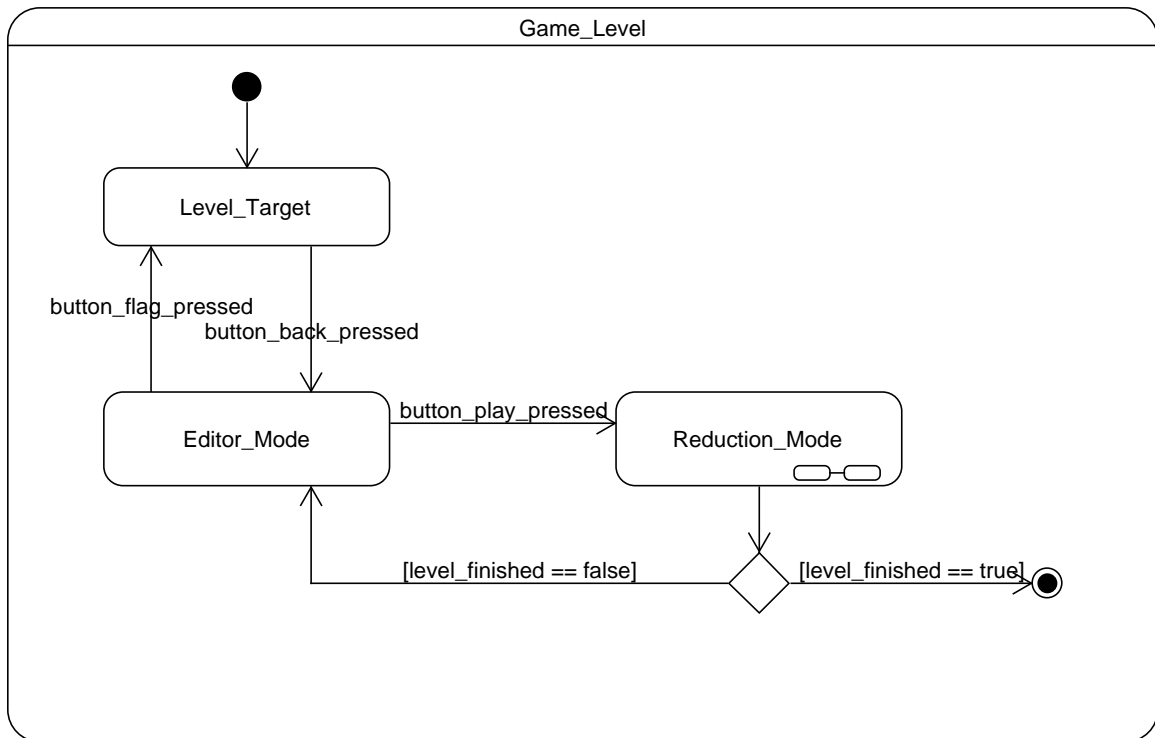 Game_Level
Level_Target
button_flag_pressed
button_back_pressed
button_play_pressed
Editor_Mode
Reduction_Mode
[level_finished == false]
[level_finished == true]